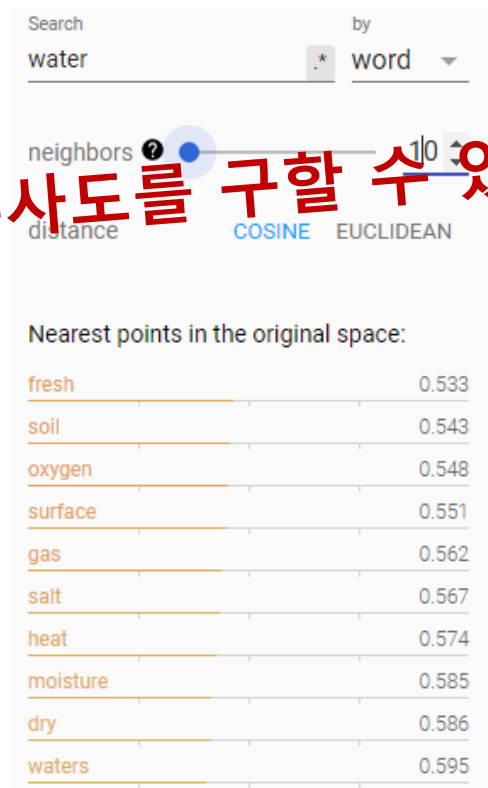 Search by
water .* word
neighbors ? 10
사도를 구할 수 있
distance COSINE EUCLIDEAN
Nearest points in the original space:
fresh 0.533
soil 0.543
oxygen 0.548
surface 0.551
gas 0.562
salt 0.567
heat 0.574
moisture 0.585
dry 0.586
waters 0.595